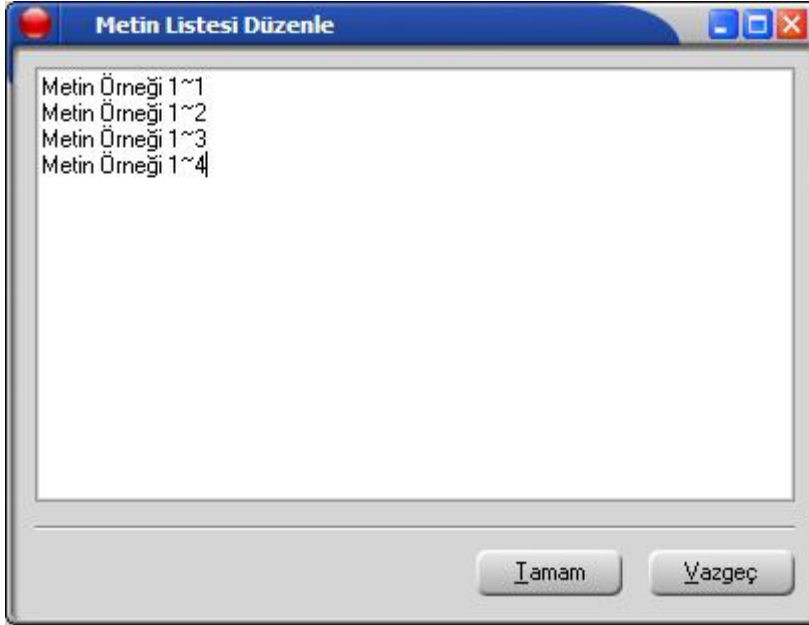 Metin Listesi Düzenle
Metin Örneği 1~1
Metin Örneği 1~2
Metin Örneği 1~3
Metin Örneği 1~4
Tamam
Vazgeç